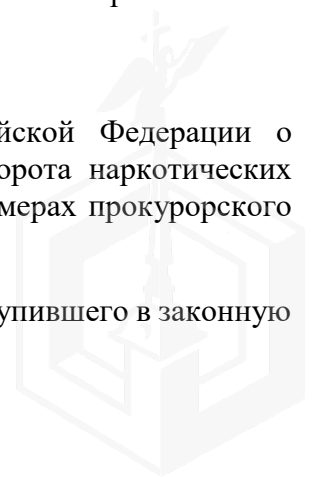 йской Федерации о
орота наркотических
мерах прокурорского
упившего в законную